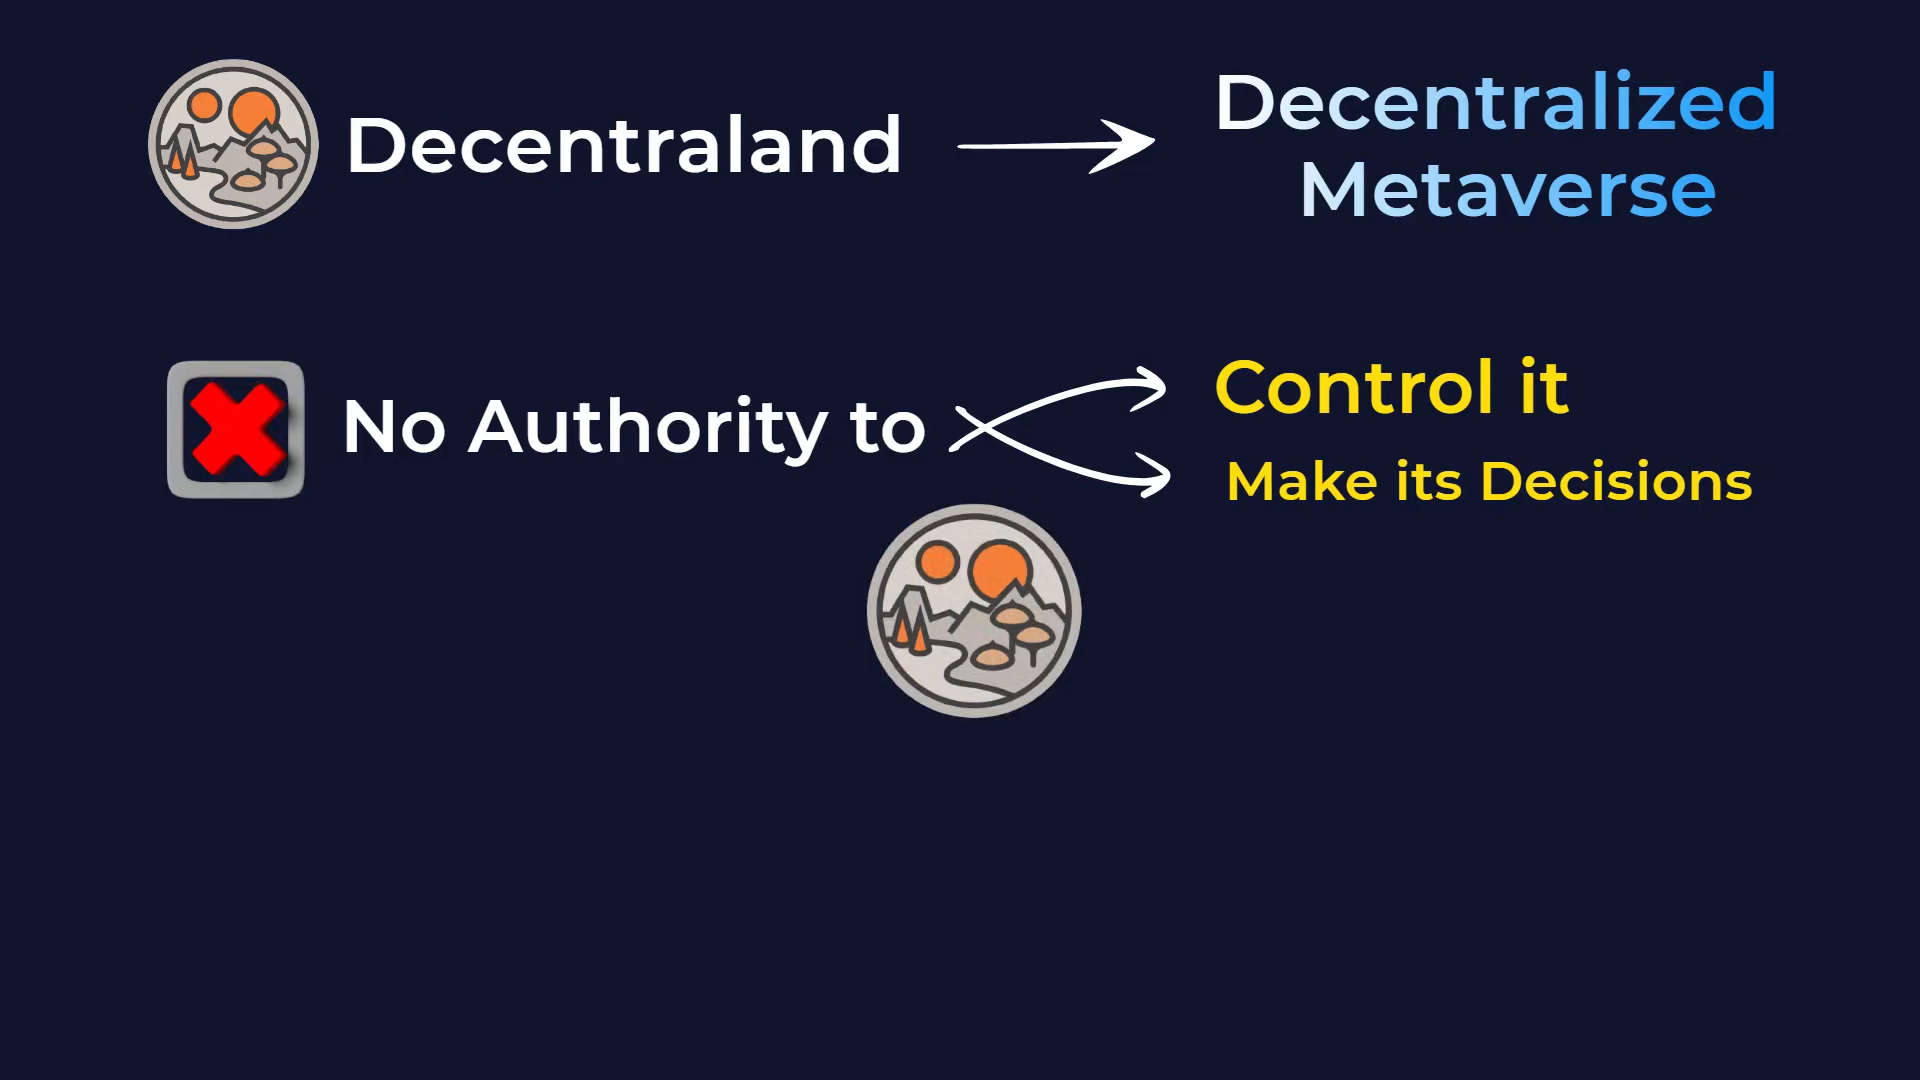 Decentraland
Decentralized
Metaverse
No Authority to
Control it
Make its Decisions